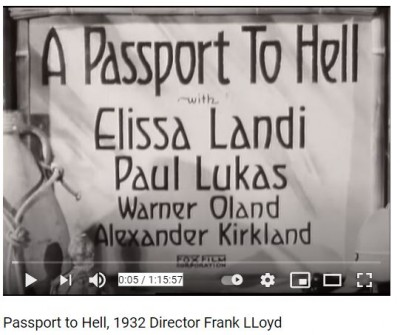 A Passport To Hell
with
Elissa Landi
Paul Lukas
Warner Oland
Alexander Kirkland
FOX FILM
CORPORATION
0:05 / 1:15:57
Passport to Hell, 1932 Director Frank LLoyd